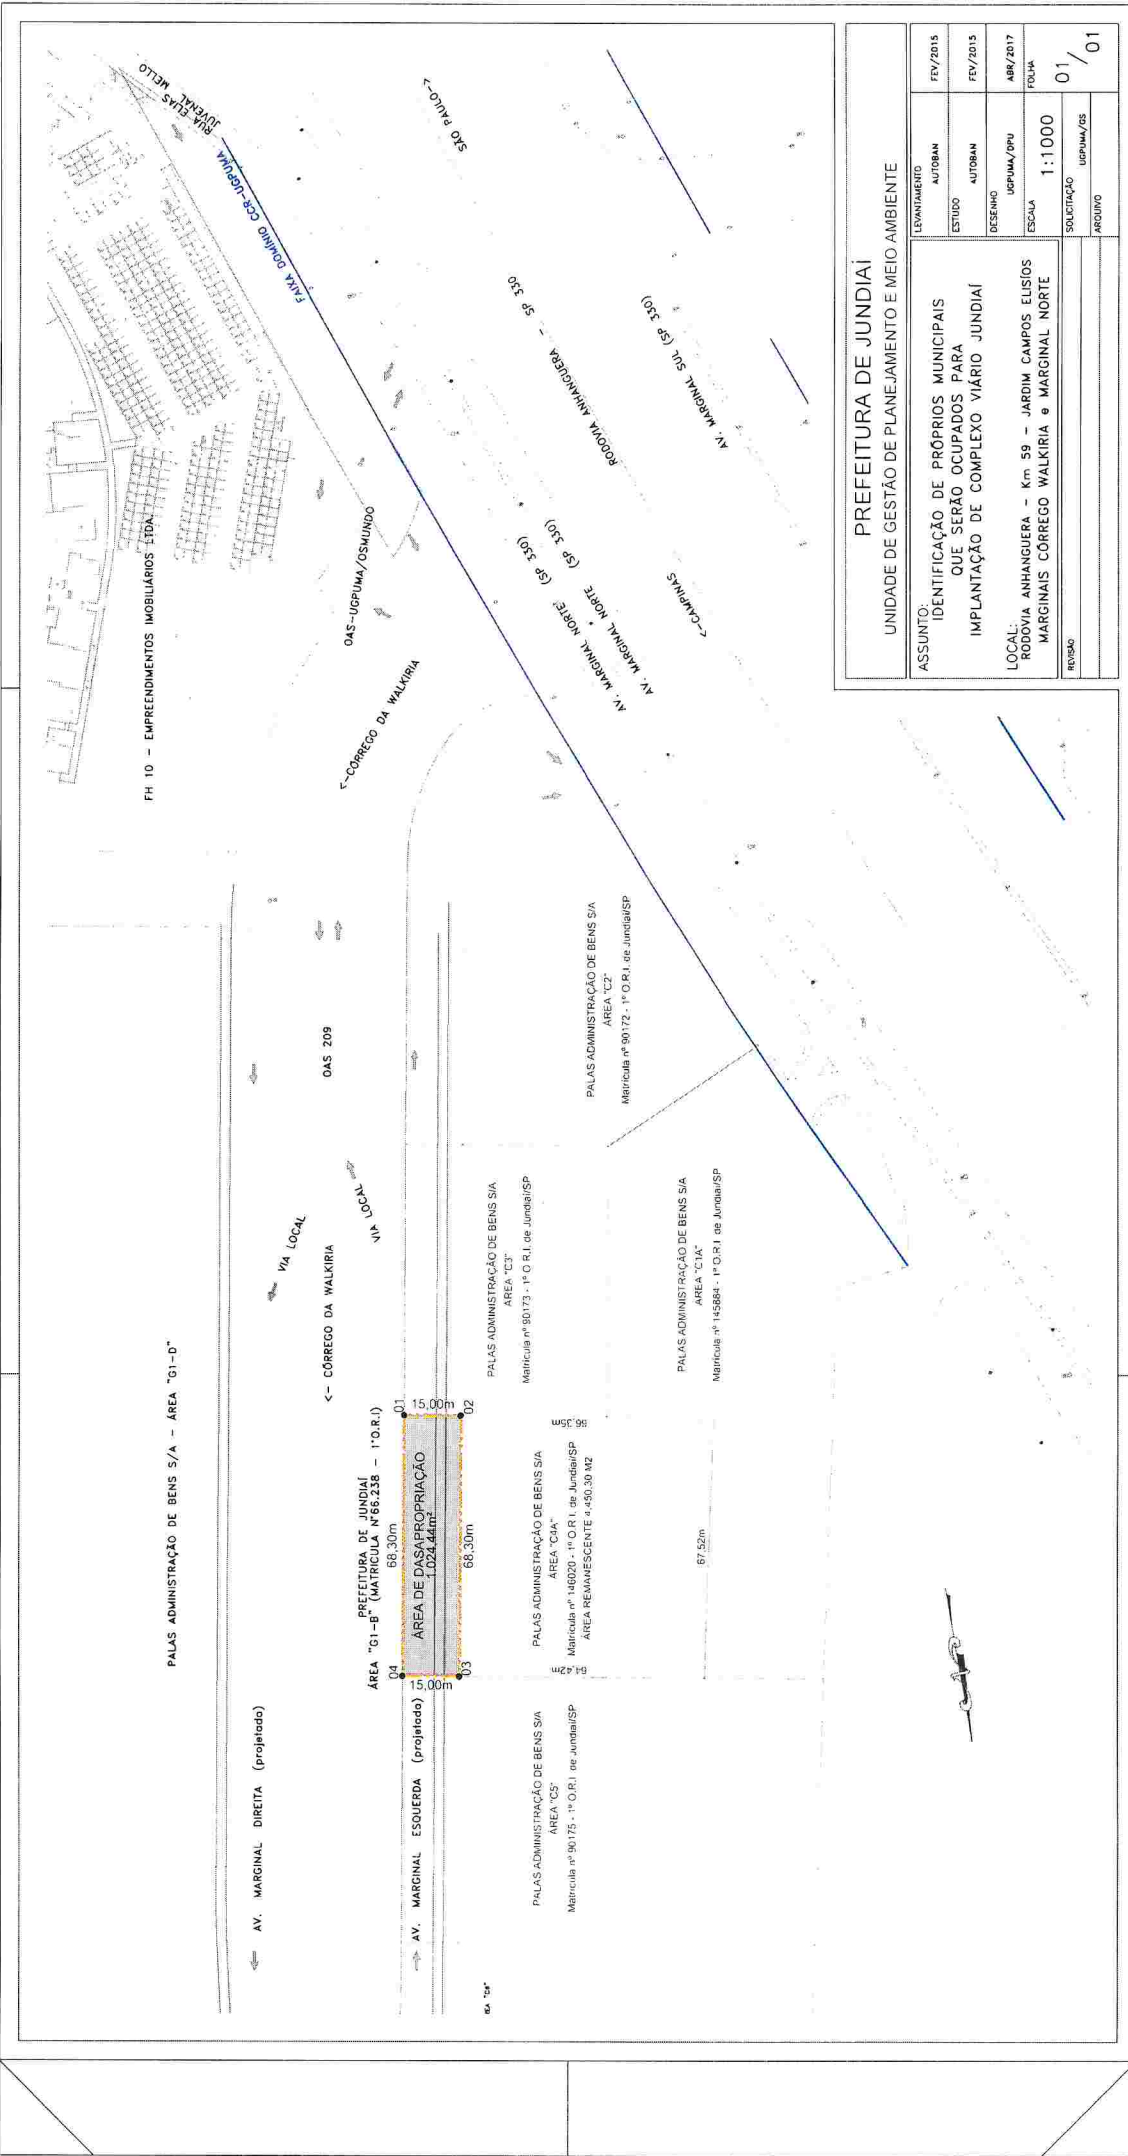 RUA ELIAS JUVENAL MELLO
FAIXA DOMÍNIO CCR-UGPUMA
SÃO PAULO->
FH 10 - EMPREENDIMENTOS IMOBILIÁRIOS LTDA.
OAS-UGPUMA/OSMUNDO
<-CÓRREGO DA WALKIRIA
RODOVIA ANHANGUERA - SP 330
AV. MARGINAL SUL (SP 330)
AV. MARGINAL NORTE (SP 330)
AV. MARGINAL NORTE (SP 330)
<-CAMPINAS
OAS 209
VIA LOCAL
VIA LOCAL
<- CÓRREGO DA WALKIRIA
PALAS ADMINISTRAÇÃO DE BENS S/A - ÁREA "G1-D"
PALAS ADMINISTRAÇÃO DE BENS S/A
ÁREA "C2"
Matrícula nº 90172 - 1º O.R.I. de Jundiaí/SP
PALAS ADMINISTRAÇÃO DE BENS S/A
ÁREA "C3"
Matrícula nº 90173 - 1º O.R.I. de Jundiaí/SP
PALAS ADMINISTRAÇÃO DE BENS S/A
ÁREA "C1A"
Matrícula nº 145884 - 1º O.R.I. de Jundiaí/SP
PREFEITURA DE JUNDIAÍ
ÁREA "G1-B" (MATRICULA Nº66.238 - 1ºO.R.I)
68,30m
01
15,00m
02
ÁREA DE DASAPROPRIAÇÃO
1.024,44m²
68,30m
04
15,00m
03
66,35m
PALAS ADMINISTRAÇÃO DE BENS S/A
ÁREA "C4A"
Matrícula nº 146020 - 1º O.R.I. de Jundiaí/SP
ÁREA REMANESCENTE 4.450,30 M2
64,42m
67,52m
AV. MARGINAL DIREITA (projetada)
AV. MARGINAL ESQUERDA (projetada)
PALAS ADMINISTRAÇÃO DE BENS S/A
ÁREA "C5"
Matrícula nº 90175 - 1º O.R.I. de Jundiaí/SP
PREFEITURA DE JUNDIAÍ
UNIDADE DE GESTÃO DE PLANEJAMENTO E MEIO AMBIENTE
ASSUNTO:
IDENTIFICAÇÃO DE PRÓPRIOS MUNICIPAIS
QUE SERÃO OCUPADOS PARA
IMPLANTAÇÃO DE COMPLEXO VIÁRIO JUNDIAÍ
LOCAL:
RODOVIA ANHANGUERA - Km 59 - JARDIM CAMPOS ELISÍOS
MARGINAIS CÓRREGO WALKIRIA e MARGINAL NORTE
REVISÃO
LEVANTAMENTO
AUTOBAN
FEV/2015
ESTUDO
AUTOBAN
FEV/2015
DESENHO
UGPUMA/DPU
ABR/2017
ESCALA
1:1000
FOLHA
01/01
SOLICITAÇÃO
UGPUMA/GS
ARQUIVO